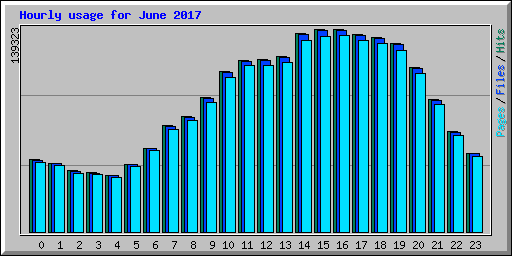 Hourly usage for June 2017
139323
Pages/Files/Hits
0 1 2 3 4 5 6 7 8 9 10 11 12 13 14 15 16 17 18 19 20 21 22 23